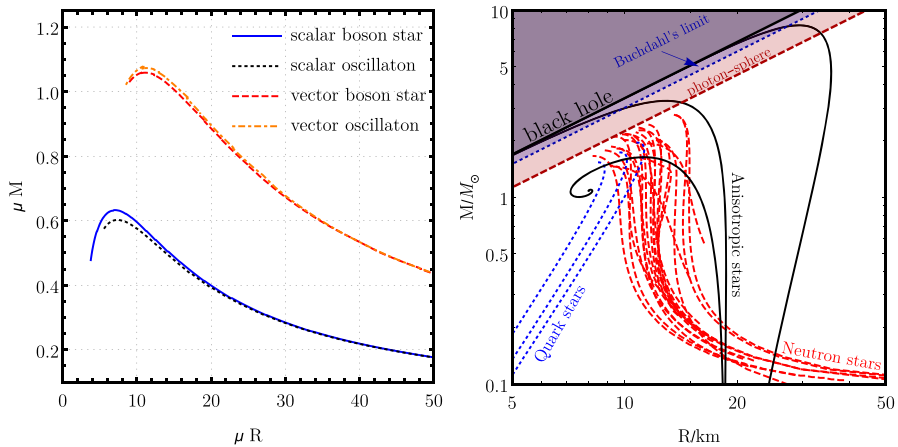 1.2
1.0
0.8
0.6
0.4
0.2
0
10
20
30
40
50
μ M
μ R
scalar boson star
scalar oscillaton
vector boson star
vector oscillaton
10
5
1
0.5
0.1
5
10
20
50
M/M⊙
R/km
Buchdahl's limit
photon-sphere
black hole
Anisotropic stars
Quark stars
Neutron stars